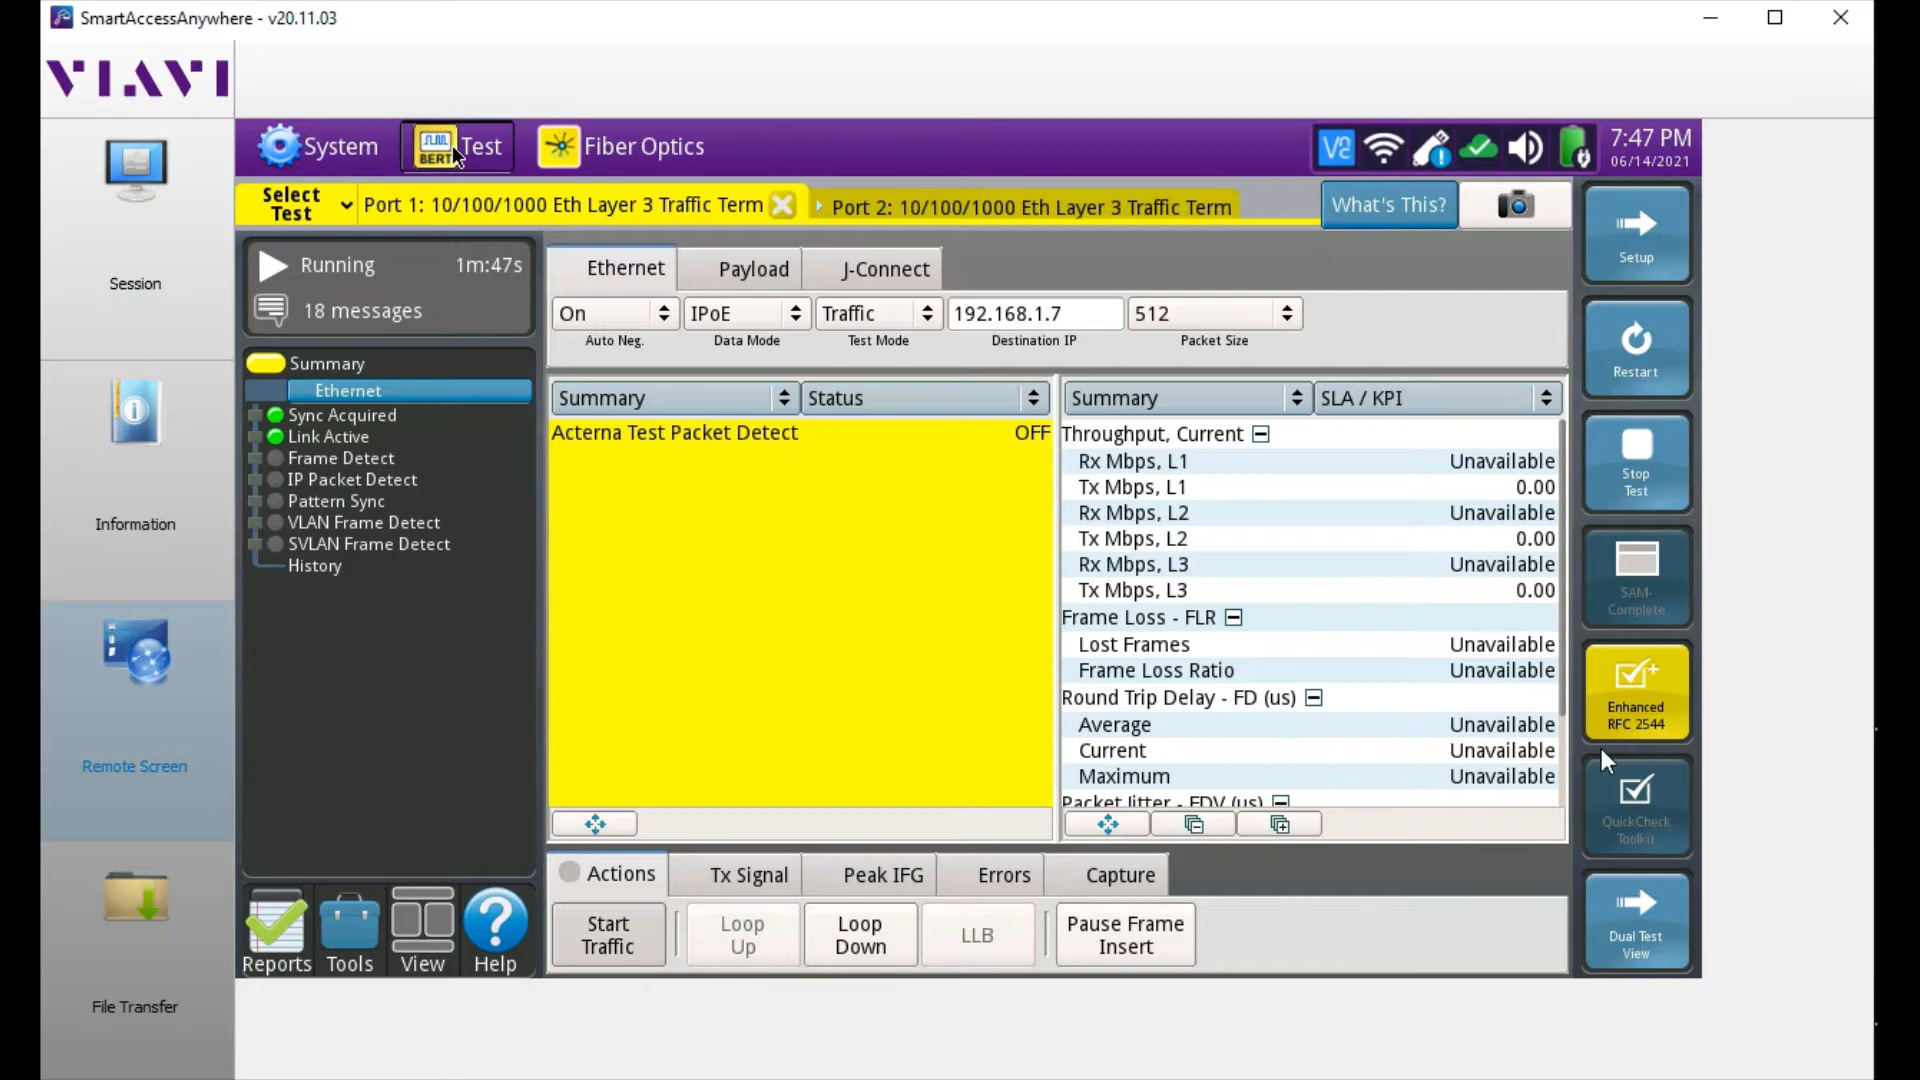 SmartAccessAnywhere - v20.11.03
VIAVI
System
BERT
Test
Fiber Optics
7:47 PM
06/14/2021
Select
Test
Port 1: 10/100/1000 Eth Layer 3 Traffic Term
Port 2: 10/100/1000 Eth Layer 3 Traffic Term
What's This?
Session
Information
Remote Screen
File Transfer
Running 1m:47s
18 messages
Summary
Ethernet
Sync Acquired
Link Active
Frame Detect
IP Packet Detect
Pattern Sync
VLAN Frame Detect
SVLAN Frame Detect
History
Reports
Tools
View
Help
Ethernet
Payload
J-Connect
On
IPoE
Traffic
192.168.1.7
512
Auto Neg.
Data Mode
Test Mode
Destination IP
Packet Size
Summary
Status
Acterna Test Packet Detect OFF
Summary
SLA / KPI
Throughput, Current
Rx Mbps, L1 Unavailable
Tx Mbps, L1 0.00
Rx Mbps, L2 Unavailable
Tx Mbps, L2 0.00
Rx Mbps, L3 Unavailable
Tx Mbps, L3 0.00
Frame Loss - FLR
Lost Frames Unavailable
Frame Loss Ratio Unavailable
Round Trip Delay - FD (us)
Average Unavailable
Current Unavailable
Maximum Unavailable
Packet Jitter - FDV (us)
Actions
Tx Signal
Peak IFG
Errors
Capture
Start
Traffic
Loop
Up
Loop
Down
LLB
Pause Frame
Insert
Setup
Restart
Stop
Test
SAM-
Complete
Enhanced
RFC 2544
QuickCheck
Toolkit
Dual Test
View